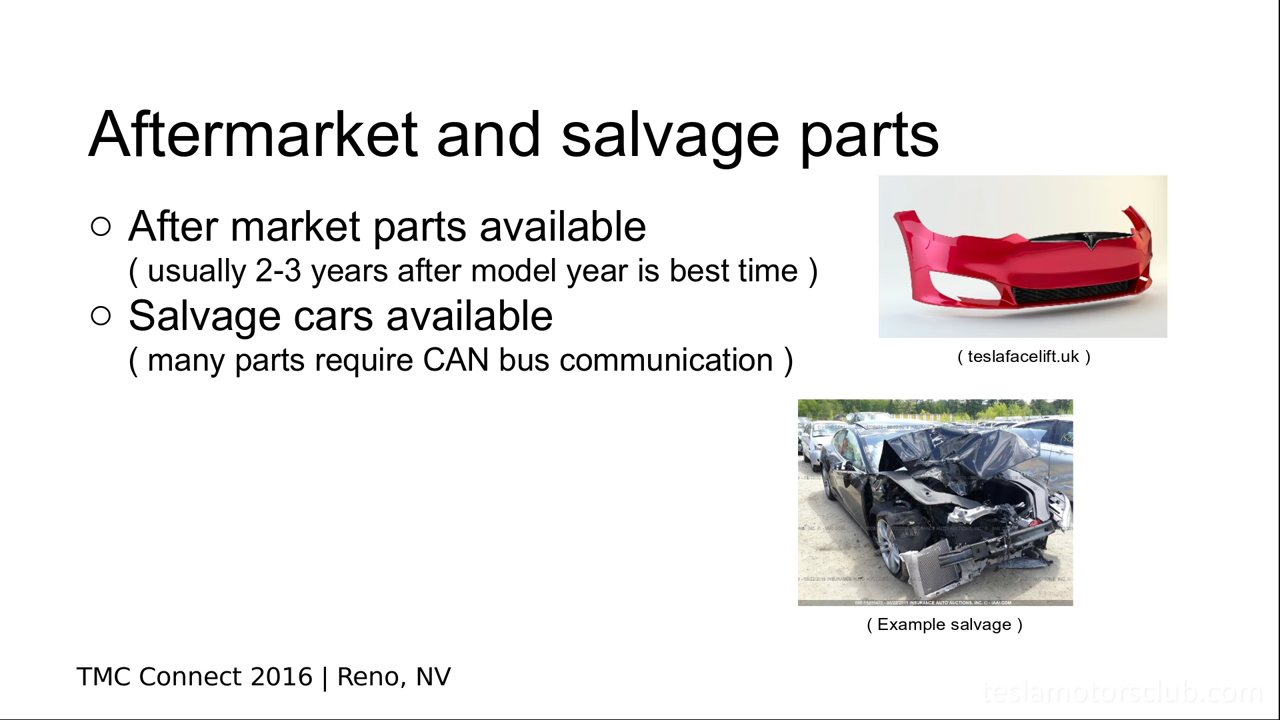 Aftermarket and salvage parts
○ After market parts available
( usually 2-3 years after model year is best time )
○ Salvage cars available
( many parts require CAN bus communication )
( teslafacelift.uk )
( Example salvage )
TMC Connect 2016 | Reno, NV
teslamotorsclub.com